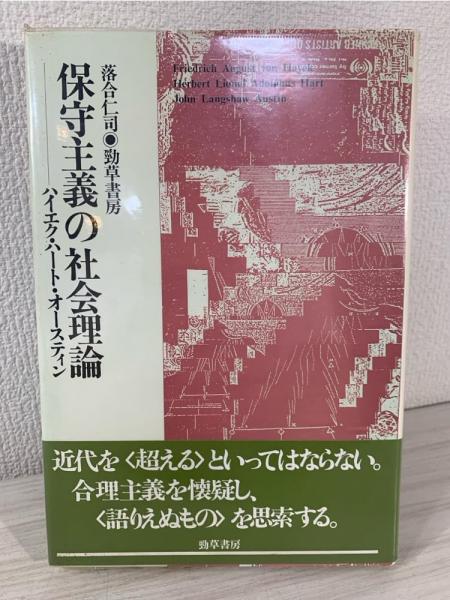 落合仁司●勁草書房
保守主義の社会理論
──ハイエク・ハート・オースティン
Friedrich August von Hayek
Herbert Lionel Adolphus Hart
John Langshaw Austin
近代を〈超える〉といってはならない。
合理主義を懐疑し、
〈語りえぬもの〉を思索する。
勁草書房